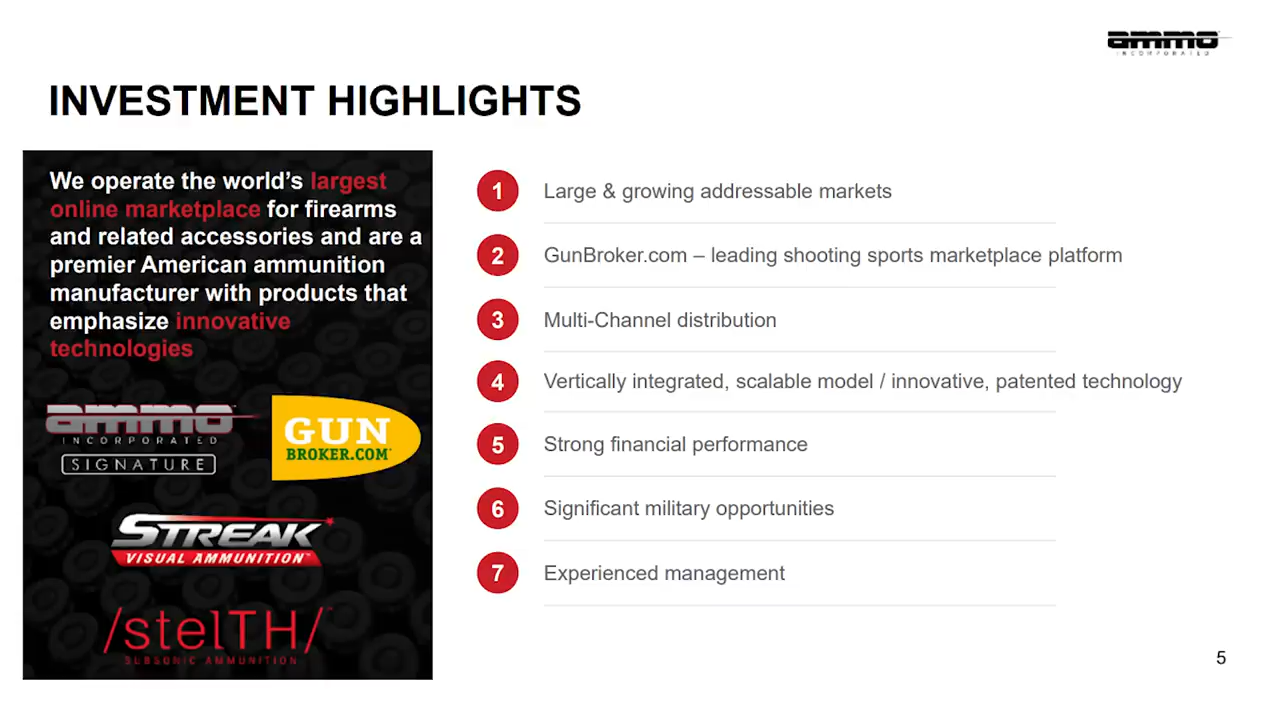 ammo
INCORPORATED
INVESTMENT HIGHLIGHTS
We operate the world’s largest
online marketplace for firearms
and related accessories and are a
premier American ammunition
manufacturer with products that
emphasize innovative
technologies
ammo
INCORPORATED
SIGNATURE
GUN
BROKER.COM
STREAK
VISUAL AMMUNITION™
/stelTH/
SUBSONIC AMMUNITION
1 Large & growing addressable markets
2 GunBroker.com – leading shooting sports marketplace platform
3 Multi-Channel distribution
4 Vertically integrated, scalable model / innovative, patented technology
5 Strong financial performance
6 Significant military opportunities
7 Experienced management
5